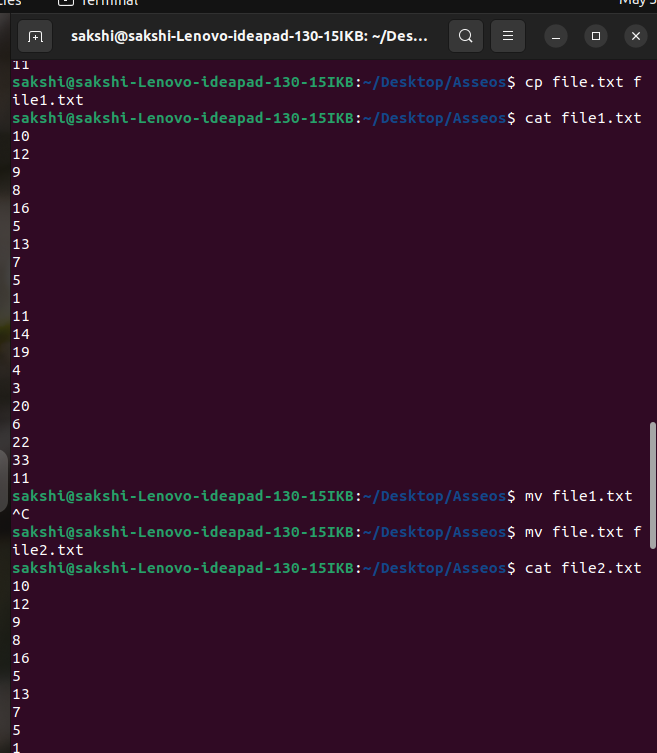 Terminal
May
sakshi@sakshi-Lenovo-ideapad-130-15IKB: ~/Des...
11
sakshi@sakshi-Lenovo-ideapad-130-15IKB:~/Desktop/Asseos$ cp file.txt f
ile1.txt
sakshi@sakshi-Lenovo-ideapad-130-15IKB:~/Desktop/Asseos$ cat file1.txt
10
12
9
8
16
5
13
7
5
1
11
14
19
4
3
20
6
22
33
11
sakshi@sakshi-Lenovo-ideapad-130-15IKB:~/Desktop/Asseos$ mv file1.txt
^C
sakshi@sakshi-Lenovo-ideapad-130-15IKB:~/Desktop/Asseos$ mv file.txt f
ile2.txt
sakshi@sakshi-Lenovo-ideapad-130-15IKB:~/Desktop/Asseos$ cat file2.txt
10
12
9
8
16
5
13
7
5
1